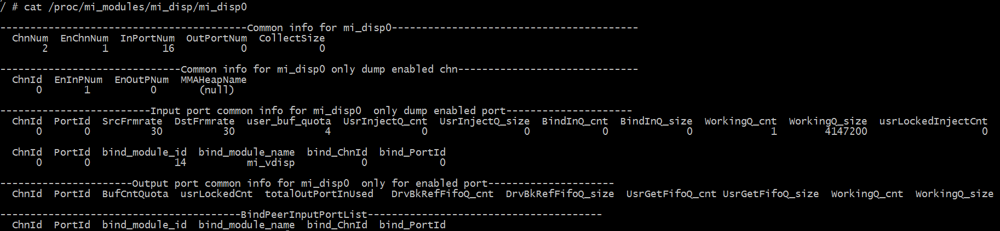 / # cat /proc/mi_modules/mi_disp/mi_disp0
-----------------------------------------Common info for mi_disp0-----------------------------------------
ChnNum EnChnNum InPortNum OutPortNum CollectSize
2 1 16 0 0
------------------------------Common info for mi_disp0 only dump enabled chn------------------------------
ChnId EnInPNum EnOutPNum MMAHeapName
0 1 0 (null)
-------------------------Input port common info for mi_disp0  only dump enabled port---------------------
ChnId PortId SrcFrmrate DstFrmrate user_buf_quota UsrInjectQ_cnt UsrInjectQ_size BindInQ_cnt BindInQ_size WorkingQ_cnt WorkingQ_size usrLockedInjectCnt
0 0 30 30 4 0 0 0 0 1 4147200 0
ChnId PortId bind_module_id bind_module_name bind_ChnId bind_PortId
0 0 14 mi_vdisp 0 0
----------------------Output port common info for mi_disp0  only for enabled port---------------------
ChnId PortId BufCntQuota usrLockedCnt totalOutPortInUsed DrvBkRefFifoQ_cnt DrvBkRefFifoQ_size UsrGetFifoQ_cnt UsrGetFifoQ_size WorkingQ_cnt WorkingQ_size
----------------------------------------BindPeerInputPortList---------------------------------------
ChnId PortId bind_module_id bind_module_name bind_ChnId bind_PortId